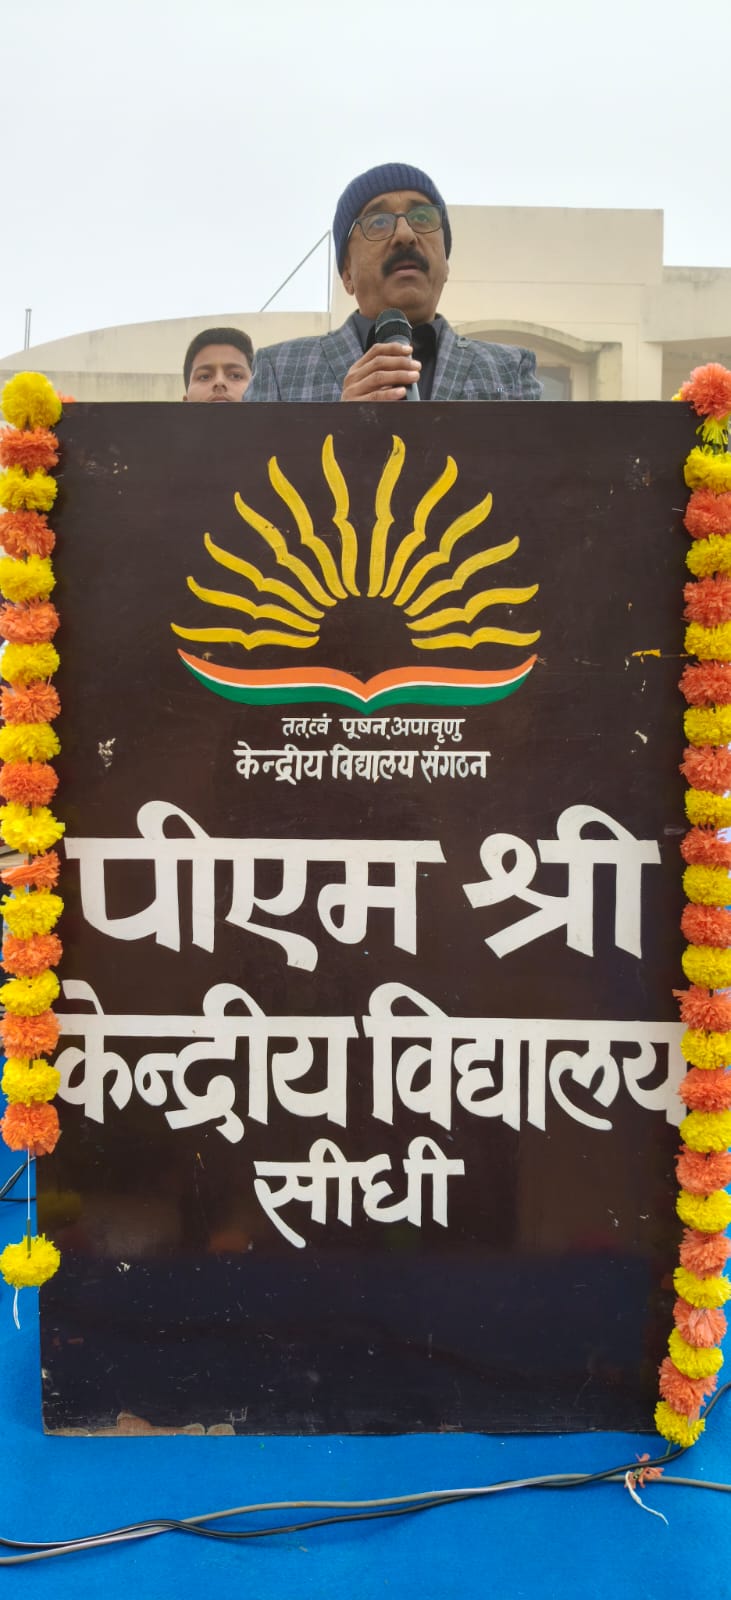 तत् त्वं पूषन् अपावृणु
केन्द्रीय विद्यालय संगठन
पीएम श्री
केन्द्रीय विद्यालय
सीधी